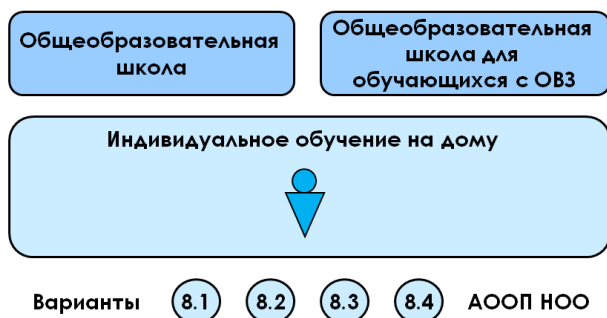 Общеобразовательная
школа
Общеобразовательная
школа для
обучающихся с ОВЗ
Индивидуальное обучение на дому
Варианты 8.1 8.2 8.3 8.4 АООП НОО